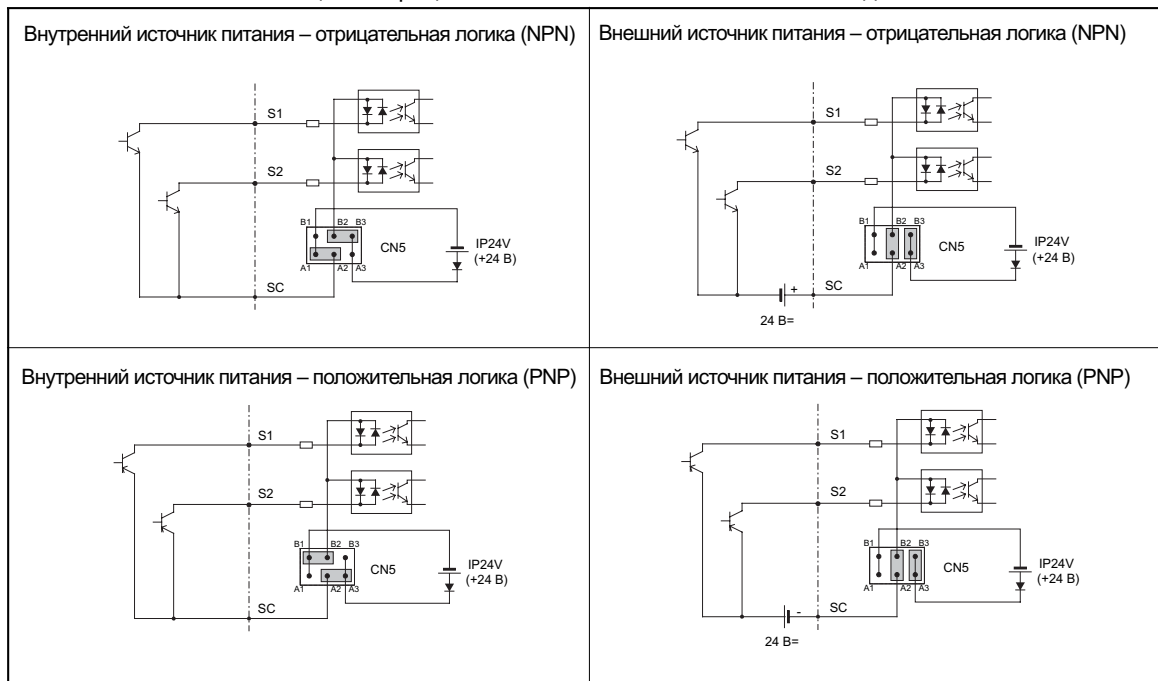 Внутренний источник питания – отрицательная логика (NPN)
S1
S2
B1 B2 B3
CN5
IP24V
(+24 В)
A1 A2 A3
SC
Внешний источник питания – отрицательная логика (NPN)
S1
S2
B1 B2 B3
CN5
IP24V
(+24 В)
A1 A2 A3
+
SC
24 В=
Внутренний источник питания – положительная логика (PNP)
S1
S2
B1 B2 B3
CN5
IP24V
(+24 В)
A1 A2 A3
SC
Внешний источник питания – положительная логика (PNP)
S1
S2
B1 B2 B3
CN5
IP24V
(+24 В)
A1 A2 A3
-
SC
24 В=